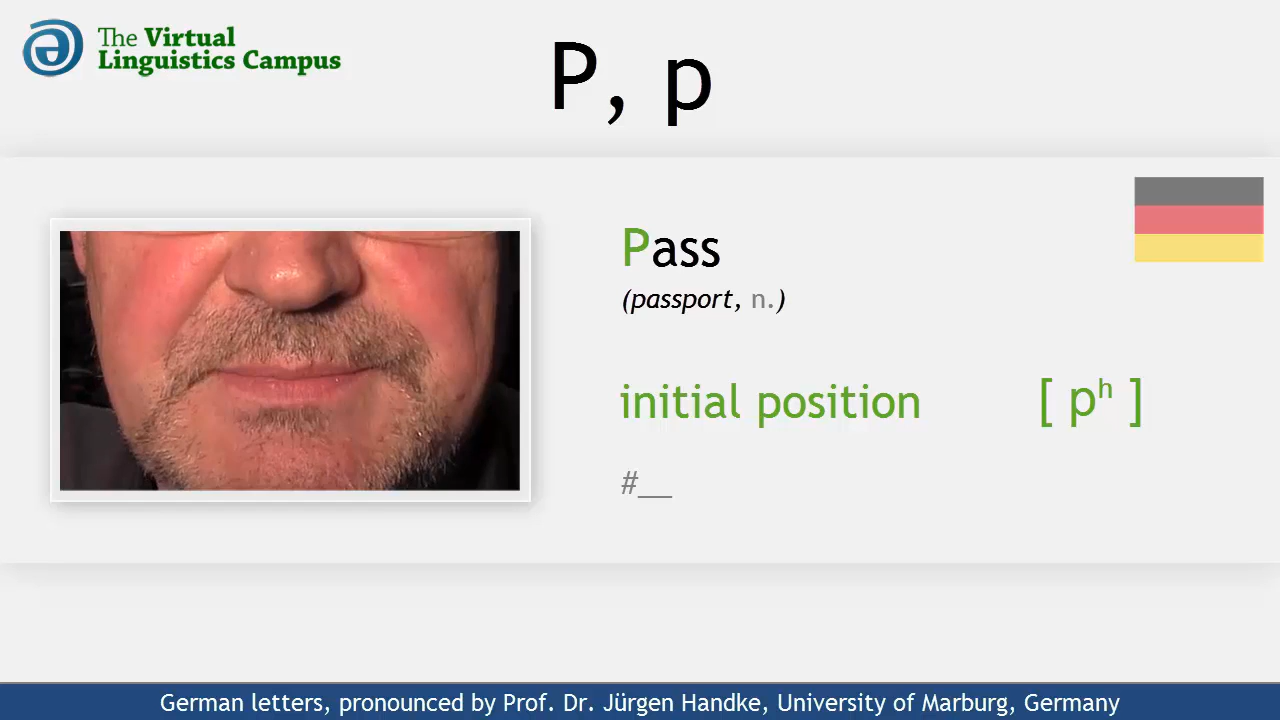 The Virtual
Linguistics Campus
P, p
Pass
(passport, n.)
initial position [ pʰ ]
#__
German letters, pronounced by Prof. Dr. Jürgen Handke, University of Marburg, Germany